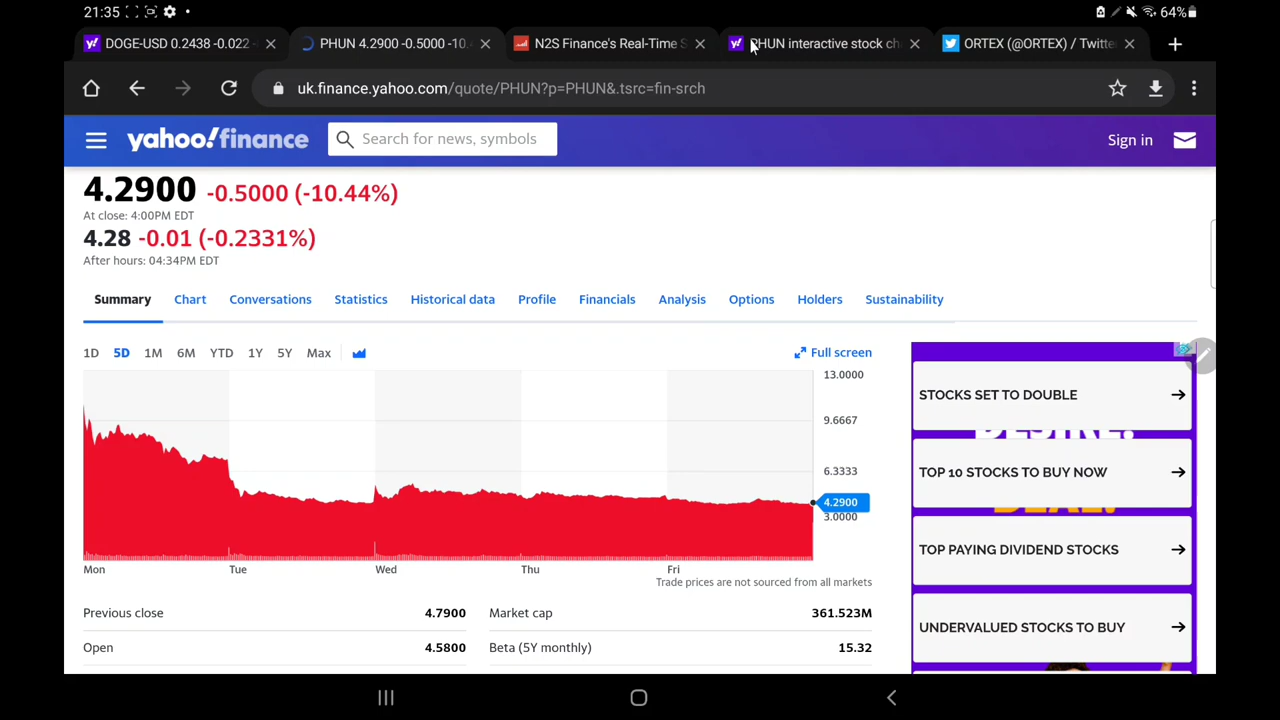 21:35
64%
DOGE-USD 0.2438 -0.022
PHUN 4.2900 -0.5000 -10.
N2S Finance's Real-Time S
PHUN interactive stock ch
ORTEX (@ORTEX) / Twitte
uk.finance.yahoo.com/quote/PHUN?p=PHUN&.tsrc=fin-srch
yahoo!finance
Search for news, symbols
Sign in
4.2900 -0.5000 (-10.44%)
At close: 4:00PM EDT
4.28 -0.01 (-0.2331%)
After hours: 04:34PM EDT
Summary Chart Conversations Statistics Historical data Profile Financials Analysis Options Holders Sustainability
1D 5D 1M 6M YTD 1Y 5Y Max
Full screen
13.0000
9.6667
6.3333
4.2900
3.0000
Mon Tue Wed Thu Fri
Trade prices are not sourced from all markets
Previous close 4.7900
Market cap 361.523M
Open 4.5800
Beta (5Y monthly) 15.32
STOCKS SET TO DOUBLE
TOP 10 STOCKS TO BUY NOW
TOP PAYING DIVIDEND STOCKS
UNDERVALUED STOCKS TO BUY